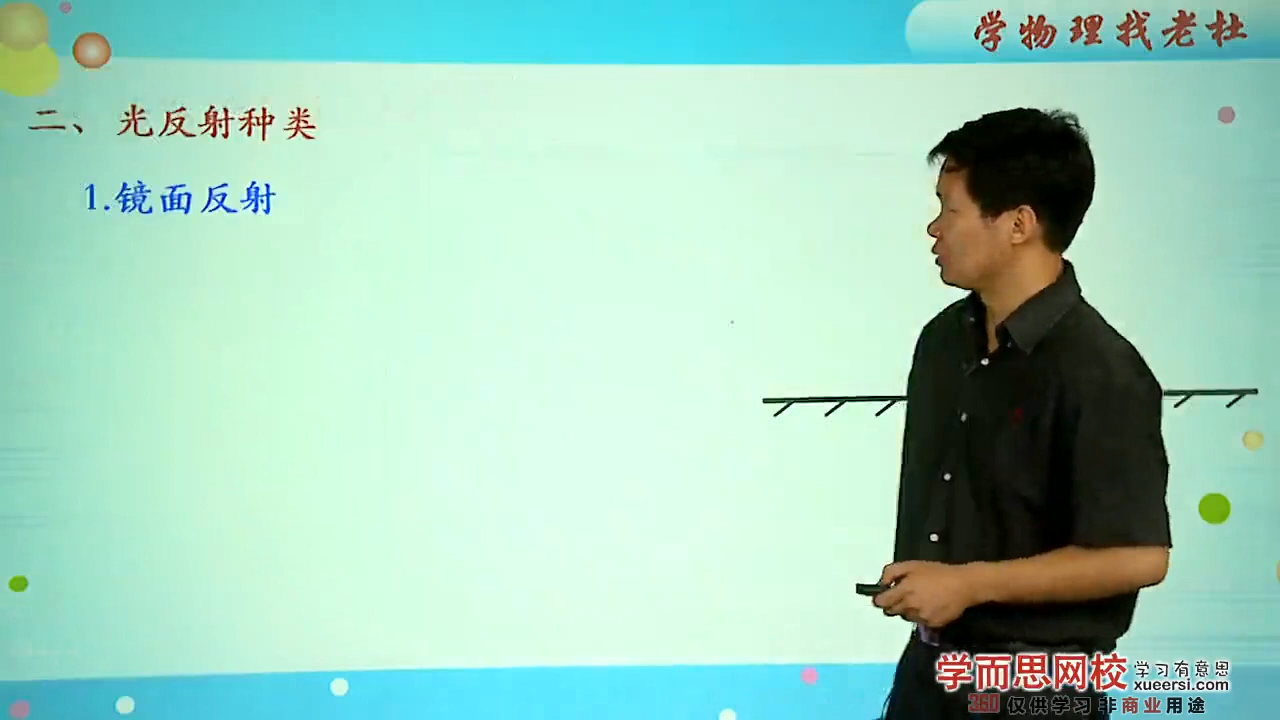 学物理找老杜
二、光反射种类
1.镜面反射
学而思网校 学习有意思
xueersi.com
360 仅供学习 非商业用途